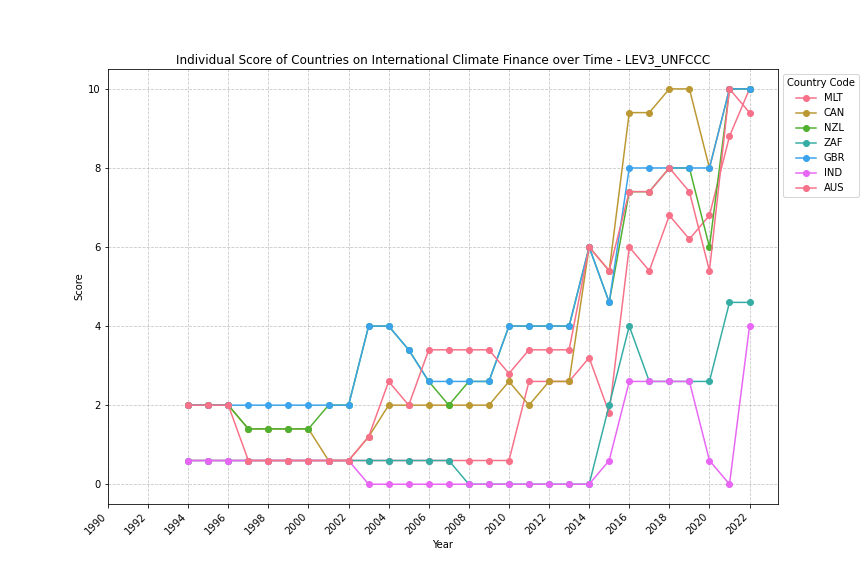 Individual Score of Countries on International Climate Finance over Time - LEV3_UNFCCC
Country Code
MLT
CAN
NZL
ZAF
GBR
IND
AUS
Score
10
8
6
4
2
0
1990
1992
1994
1996
1998
2000
2002
2004
2006
2008
2010
2012
2014
2016
2018
2020
2022
Year